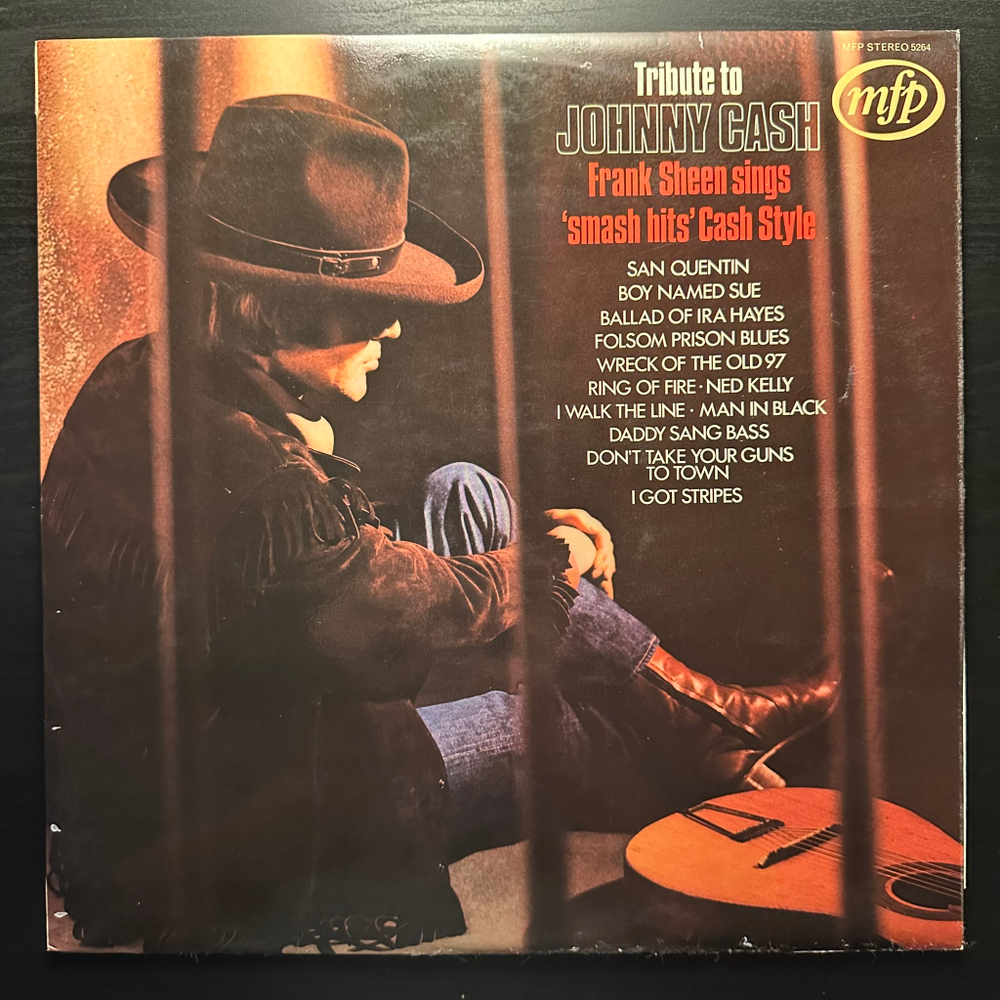 MFP STEREO 5264
mfp
Tribute to
JOHNNY CASH
Frank Sheen sings
‘smash hits’ Cash Style
SAN QUENTIN
BOY NAMED SUE
BALLAD OF IRA HAYES
FOLSOM PRISON BLUES
WRECK OF THE OLD 97
RING OF FIRE · NED KELLY
I WALK THE LINE · MAN IN BLACK
DADDY SANG BASS
DON'T TAKE YOUR GUNS
TO TOWN
I GOT STRIPES